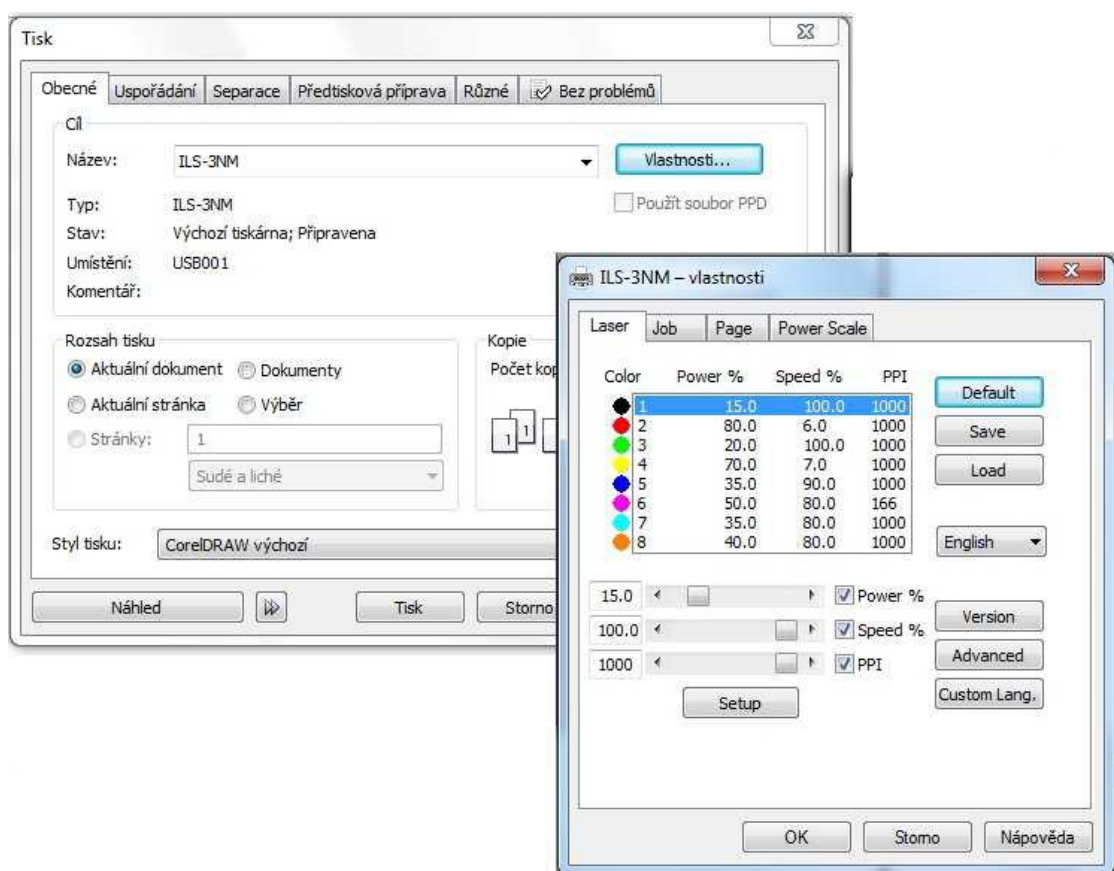 Tisk
Obecné Uspořádání Separace Předtisková příprava Různé Bez problémů
Cíl
Název: ILS-3NM Vlastnosti...
Typ: ILS-3NM Použít soubor PPD
Stav: Výchozí tiskárna; Připravena
Umístění: USB001
Komentář:
Rozsah tisku
Aktuální dokument Dokumenty
Aktuální stránka Výběr
Stránky: 1
Sudé a liché
Kopie
Počet kop
1 1
Styl tisku: CorelDRAW výchozí
Náhled Tisk Storno
ILS-3NM – vlastnosti
Laser Job Page Power Scale
Color Power % Speed % PPI
1 15.0 100.0 1000
2 80.0 6.0 1000
3 20.0 100.0 1000
4 70.0 7.0 1000
5 35.0 90.0 1000
6 50.0 80.0 166
7 35.0 80.0 1000
8 40.0 80.0 1000
Default
Save
Load
English
15.0 Power %
100.0 Speed %
1000 PPI
Setup
Version
Advanced
Custom Lang.
OK Storno Nápověda